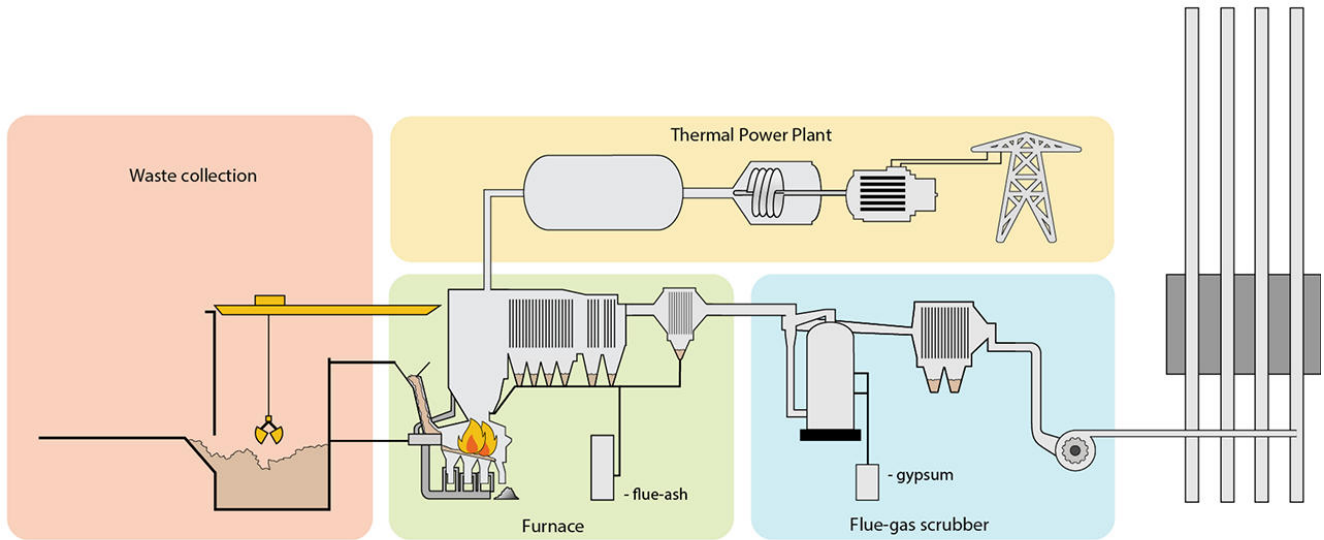 Thermal Power Plant
Waste collection
- flue-ash
- gypsum
Furnace
Flue-gas scrubber